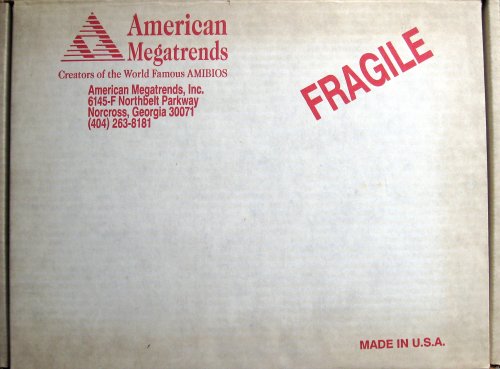 American
Megatrends
Creators of the World Famous AMIBIOS
American Megatrends, Inc.
6145-F Northbelt Parkway
Norcross, Georgia 30071
(404) 263-8181
FRAGILE
MADE IN U.S.A.